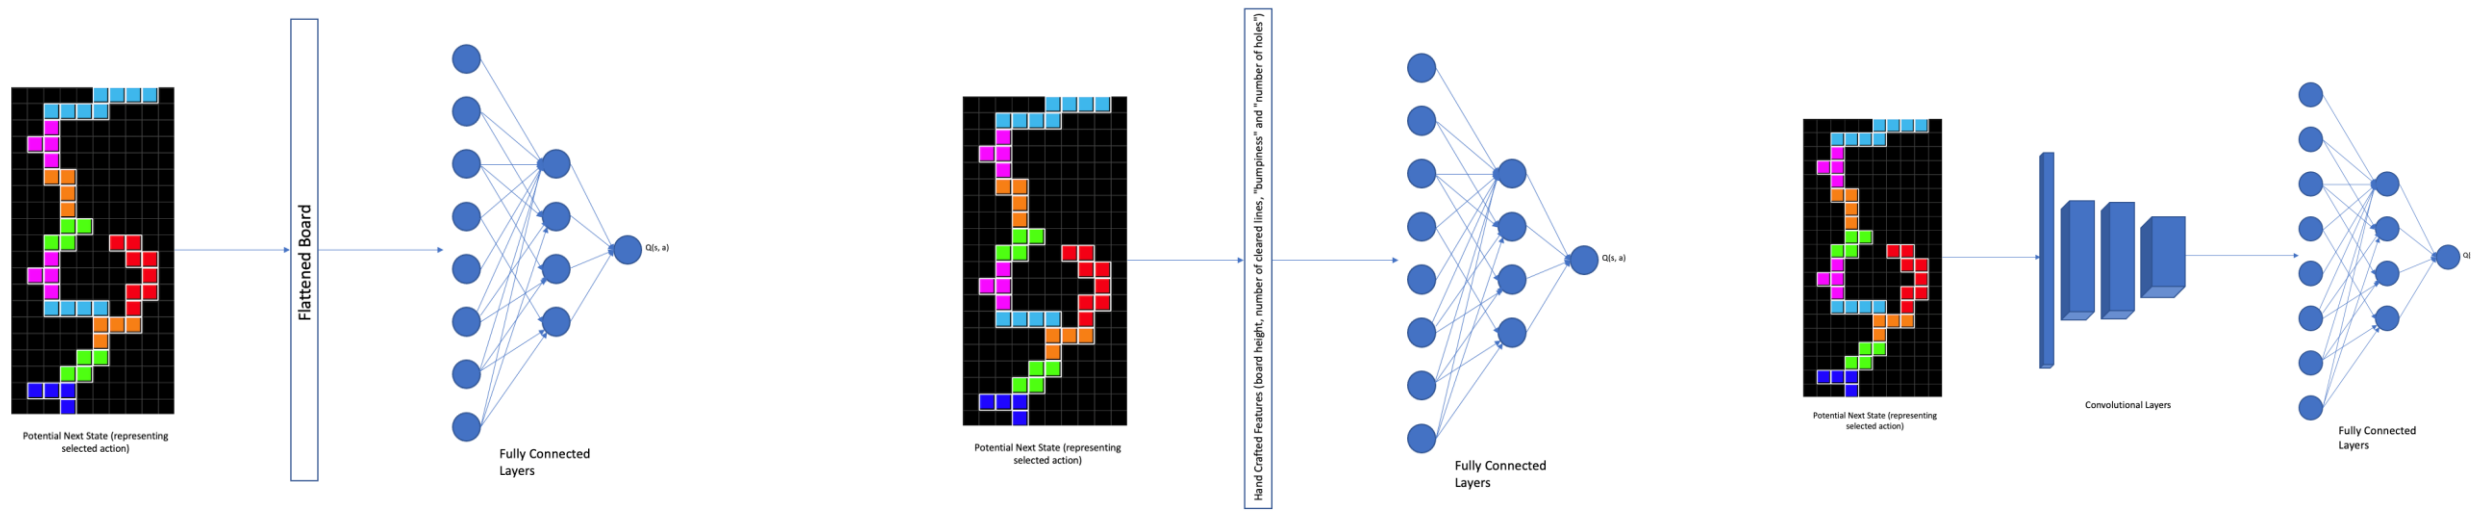 Flattened Board
Q(s, a)
Potential Next State (representing
selected action)
Fully Connected
Layers
Hand Crafted Features (board height, number of cleared lines, "bumpiness" and "number of holes")
Q(s, a)
Potential Next State (representing
selected action)
Fully Connected
Layers
Q(
Convolutional Layers
Potential Next State (representing
selected action)
Fully Connected
Layers